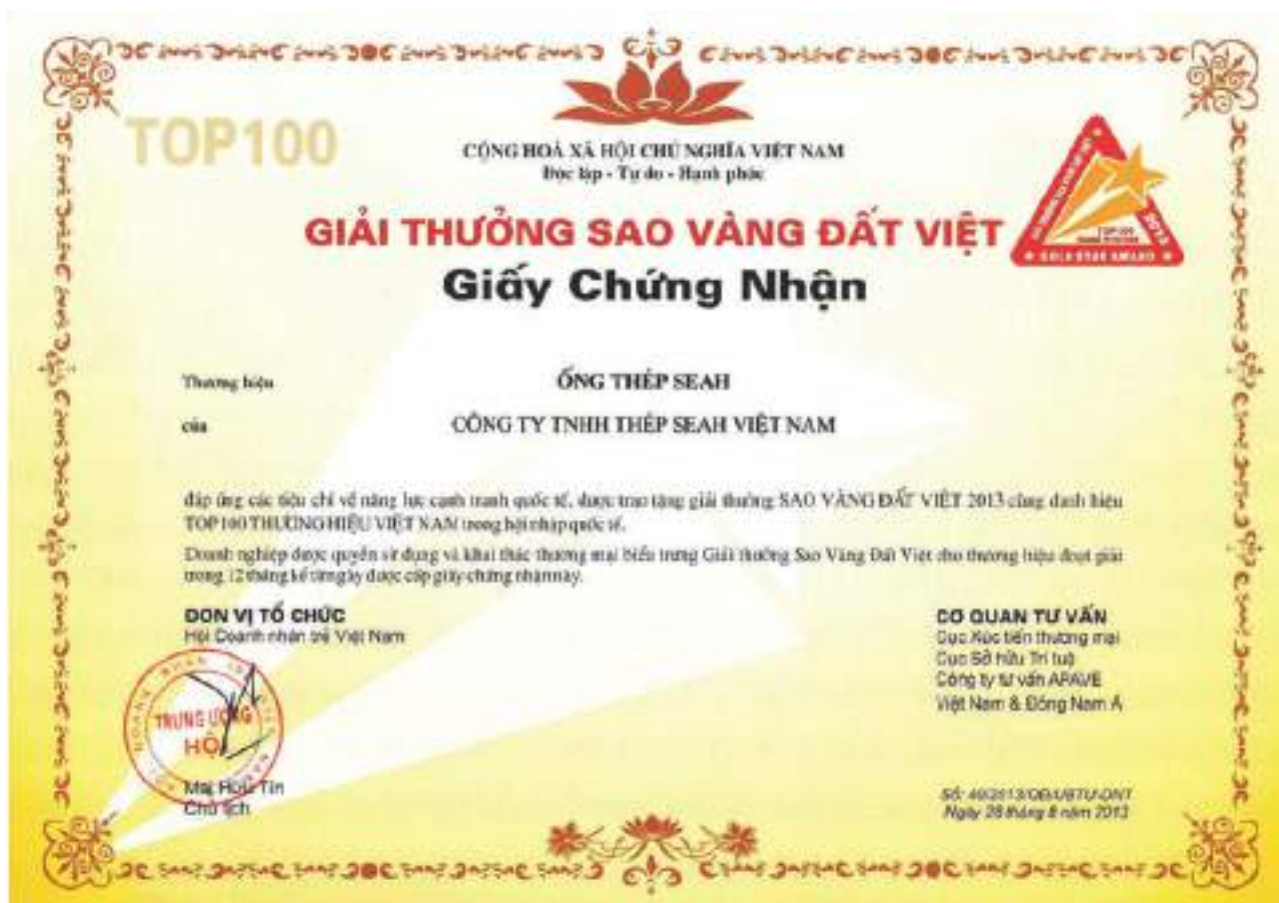 TOP100
CỘNG HOÀ XÃ HỘI CHỦ NGHĨA VIỆT NAM
Độc lập - Tự do - Hạnh phúc
GIẢI THƯỞNG SAO VÀNG ĐẤT VIỆT
Giấy Chứng Nhận
TOP 100
2013
GOLD STAR AWARD
Thương hiệu
ỐNG THÉP SEAH
của
CÔNG TY TNHH THÉP SEAH VIỆT NAM
đáp ứng các tiêu chí về năng lực cạnh tranh quốc tế, được trao tặng giải thưởng SAO VÀNG ĐẤT VIỆT 2013 cùng danh hiệu
TOP 100 THƯƠNG HIỆU VIỆT NAM trong hội nhập quốc tế.
Doanh nghiệp được quyền sử dụng và khai thác thương mại biểu trưng Giải thưởng Sao Vàng Đất Việt cho thương hiệu đoạt giải
trong 12 tháng kể từ ngày được cấp giấy chứng nhận này.
ĐƠN VỊ TỔ CHỨC
Hội Doanh nhân trẻ Việt Nam
TRUNG ƯƠNG
HỘI
Mai Hữu Tín
Chủ tịch
CƠ QUAN TƯ VẤN
Cục Xúc tiến thương mại
Cục Sở hữu Trí tuệ
Công ty tư vấn APAVE
Việt Nam & Đông Nam Á
Ngày 28 tháng 8 năm 2013